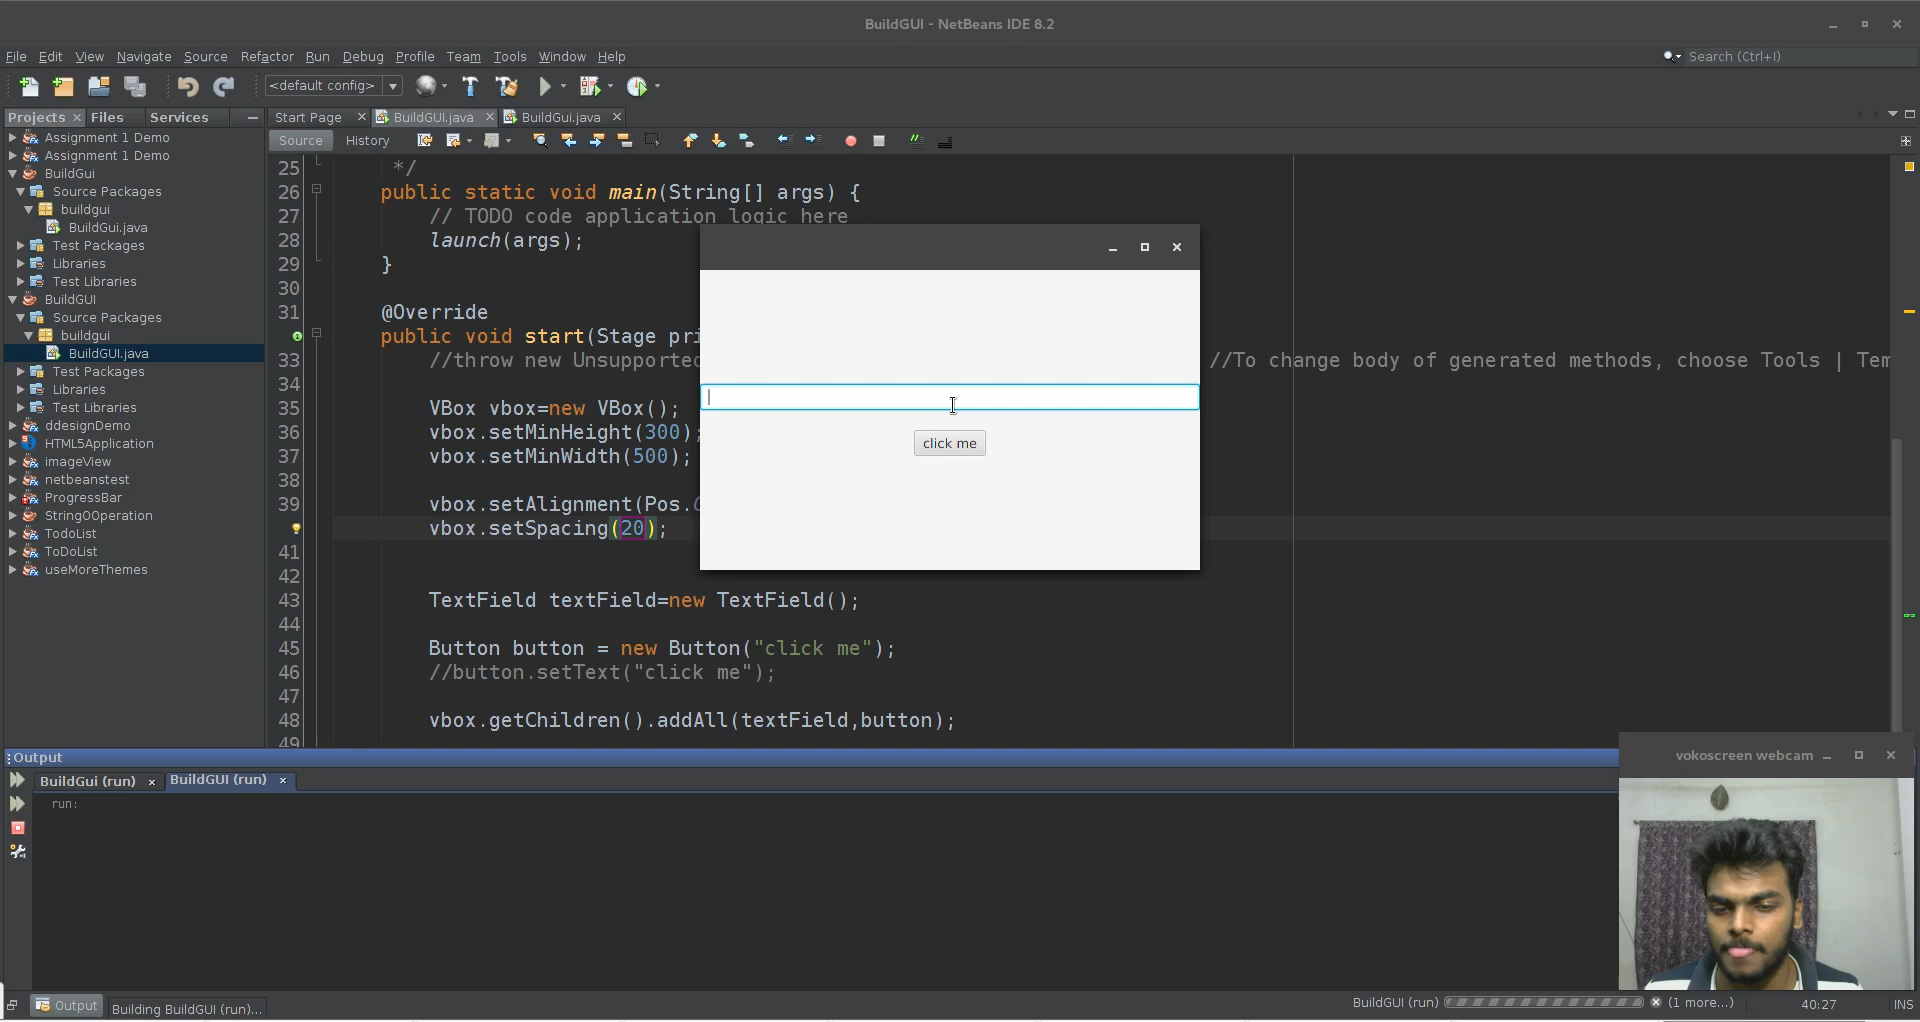 BuildGUI - NetBeans IDE 8.2
File Edit View Navigate Source Refactor Run Debug Profile Team Tools Window Help
Search (Ctrl+I)
<default config>
Projects Files Services
Start Page BuildGUI.java BuildGui.java
Source History
Assignment 1 Demo
Assignment 1 Demo
BuildGui
Source Packages
buildgui
BuildGui.java
Test Packages
Libraries
Test Libraries
BuildGUI
Source Packages
buildgui
BuildGUI.java
Test Packages
Libraries
Test Libraries
ddesignDemo
HTML5Application
imageView
netbeanstest
ProgressBar
StringOOperation
TodoList
ToDoList
useMoreThemes
25 */
26 public static void main(String[] args) {
27 // TODO code application logic here
28 launch(args);
29 }
30
31 @Override
public void start(Stage pri
33 //throw new Unsupported //To change body of generated methods, choose Tools | Tem
34
35 VBox vbox=new VBox();
36 vbox.setMinHeight(300);
37 vbox.setMinWidth(500);
38
39 vbox.setAlignment(Pos.
vbox.setSpacing(20);
41
42
43 TextField textField=new TextField();
44
45 Button button = new Button("click me");
46 //button.setText("click me");
47
48 vbox.getChildren().addAll(textField,button);
49
click me
Output
BuildGui (run) BuildGUI (run)
run:
vokoscreen webcam
Output Building BuildGUI (run)...
BuildGUI (run) (1 more...) 40:27 INS